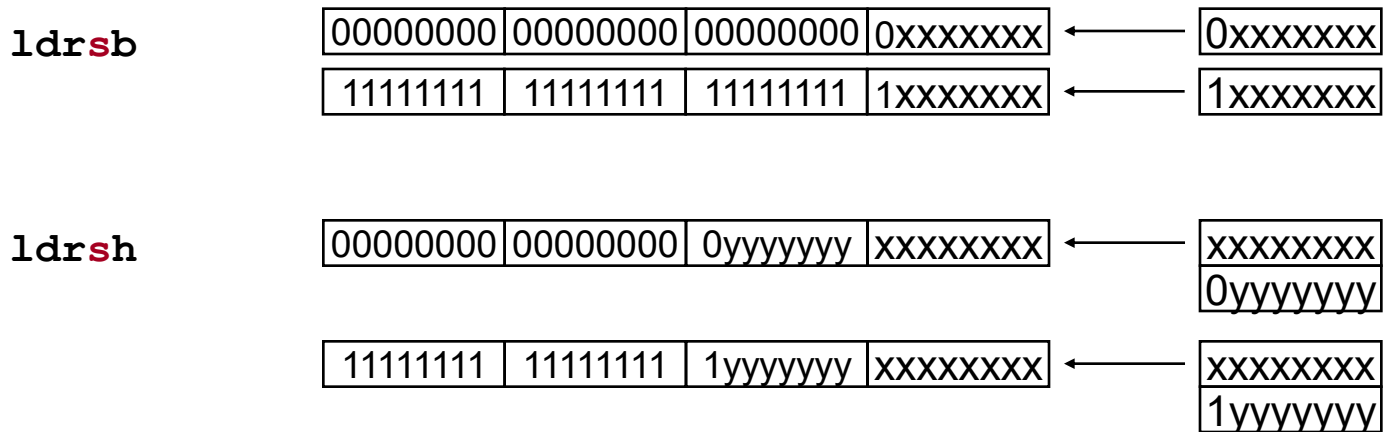 ldrsb 00000000 00000000 00000000 0xxxxxxx 0xxxxxxx
11111111 11111111 11111111 1xxxxxxx 1xxxxxxx
ldrsh 00000000 00000000 0yyyyyyy xxxxxxxx xxxxxxxx
0yyyyyyy
11111111 11111111 1yyyyyyy xxxxxxxx xxxxxxxx
1yyyyyyy